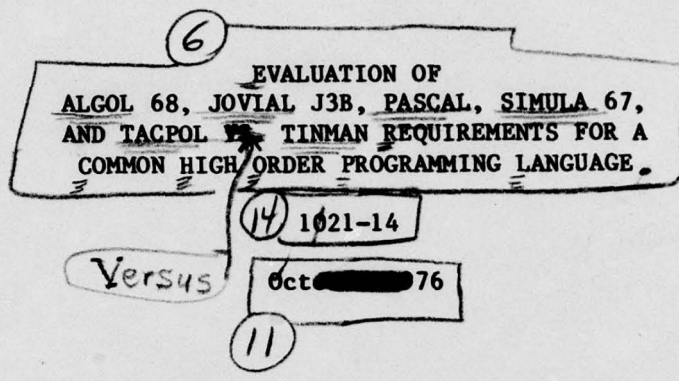 6
EVALUATION OF
ALGOL 68, JOVIAL J3B, PASCAL, SIMULA 67,
AND TACPOL TINMAN REQUIREMENTS FOR A
COMMON HIGH ORDER PROGRAMMING LANGUAGE.
14 1021-14
Versus
Oct 76
11